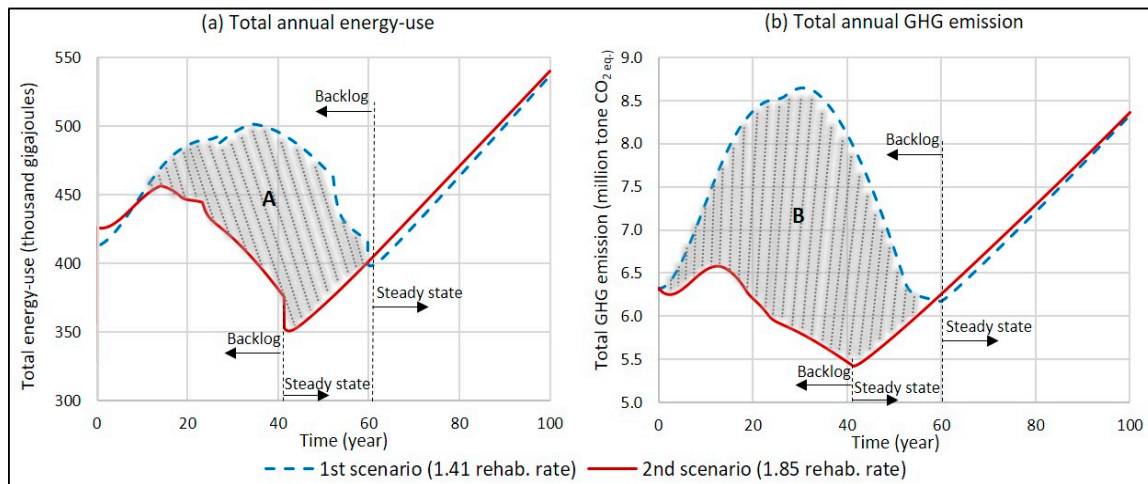 (a) Total annual energy-use
Total energy-use (thousand gigajoules)
550
500
450
400
350
300
0 20 40 60 80 100
Time (year)
A
Backlog
Steady state
Backlog
Steady state
(b) Total annual GHG emission
Total GHG emission (million tone CO2 eq.)
9.0
8.5
8.0
7.5
7.0
6.5
6.0
5.5
5.0
0 20 40 60 80 100
Time (year)
B
Backlog
Steady state
Backlog
Steady state
1st scenario (1.41 rehab. rate) 2nd scenario (1.85 rehab. rate)